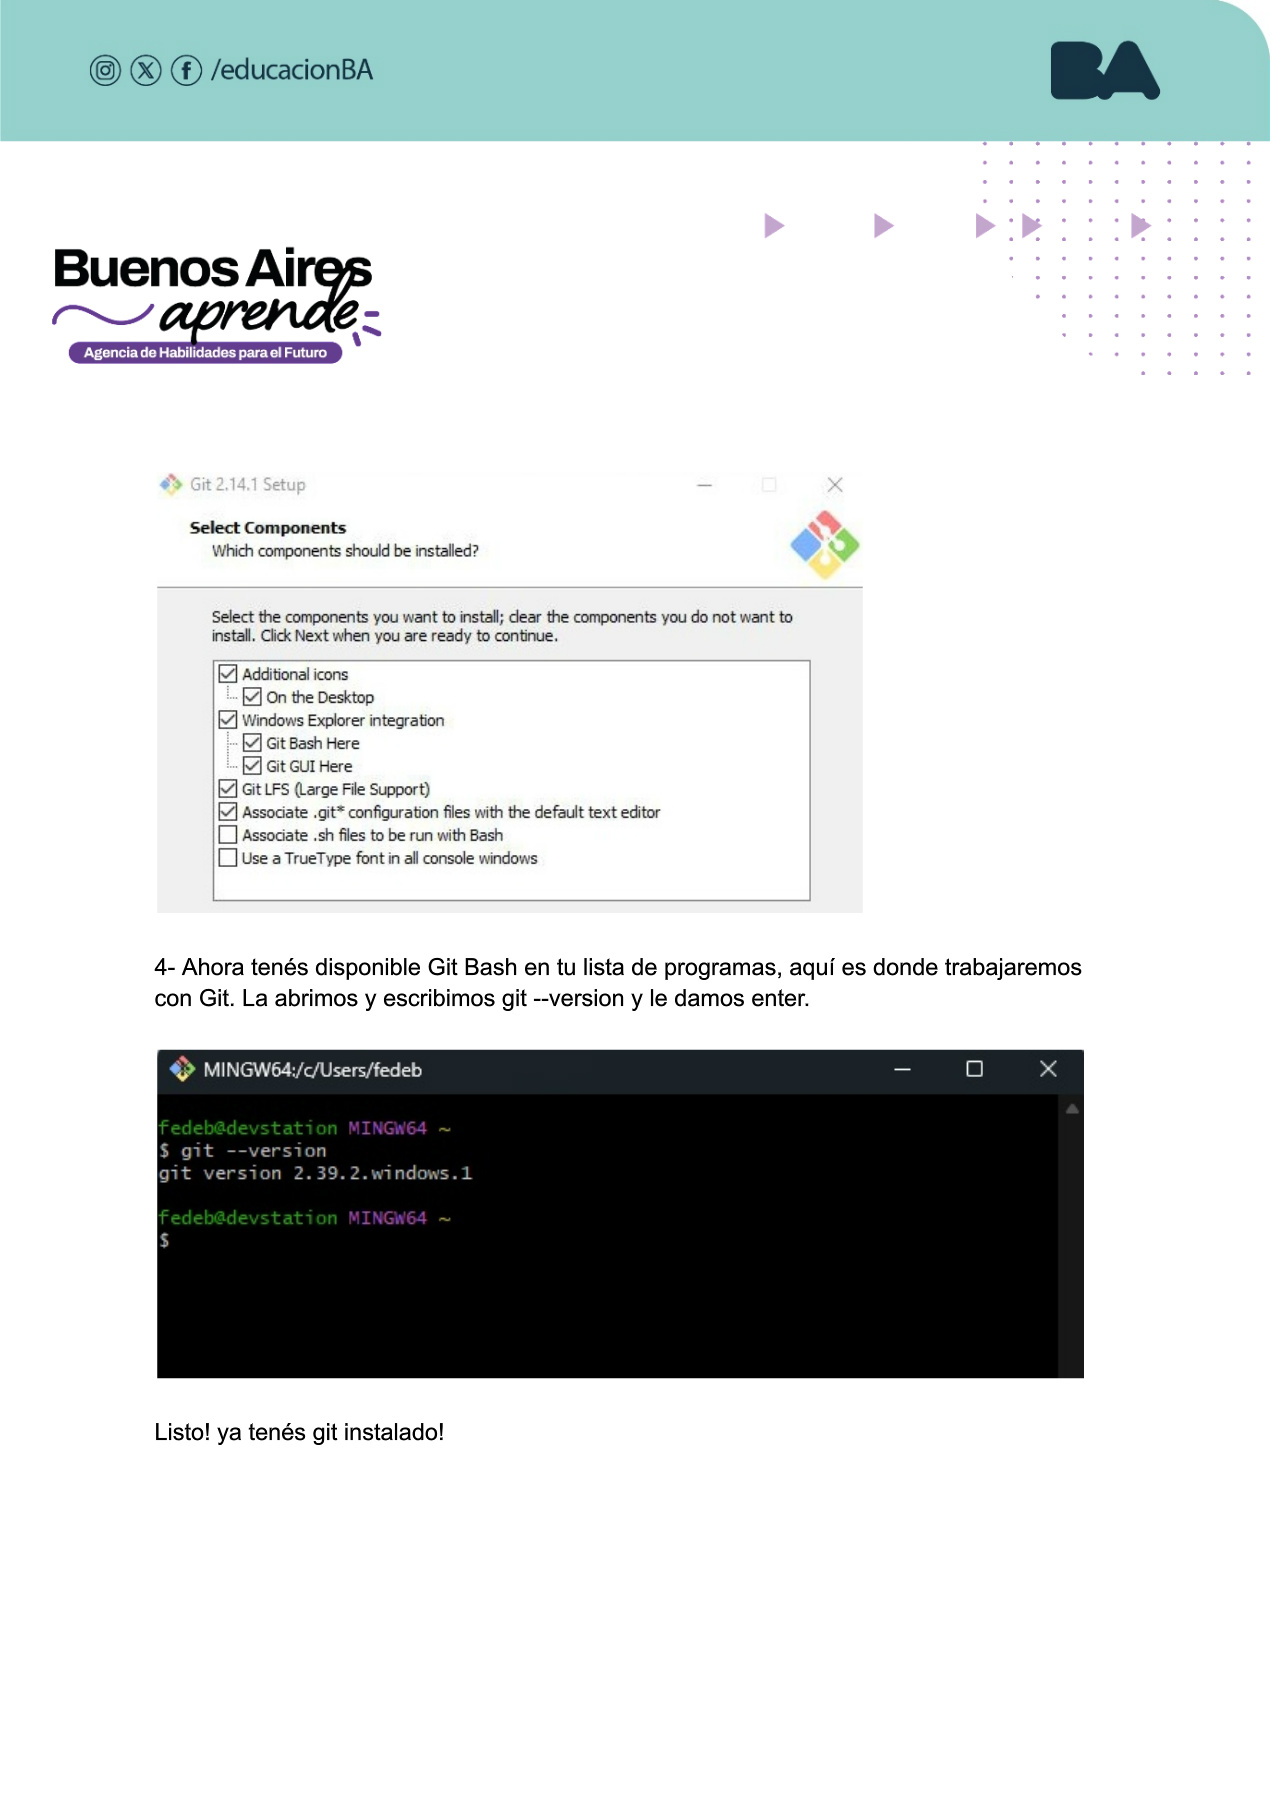 /educacionBA
BA
Buenos Aires
aprende
Agencia de Habilidades para el Futuro
Git 2.14.1 Setup
Select Components
Which components should be installed?
Select the components you want to install; clear the components you do not want to
install. Click Next when you are ready to continue.
Additional icons
On the Desktop
Windows Explorer integration
Git Bash Here
Git GUI Here
Git LFS (Large File Support)
Associate .git* configuration files with the default text editor
Associate .sh files to be run with Bash
Use a TrueType font in all console windows
4- Ahora tenés disponible Git Bash en tu lista de programas, aquí es donde trabajaremos
con Git. La abrimos y escribimos git --version y le damos enter.
MINGW64:/c/Users/fedeb
fedeb@devstation MINGW64 ~
$ git --version
git version 2.39.2.windows.1
fedeb@devstation MINGW64 ~
$
Listo! ya tenés git instalado!